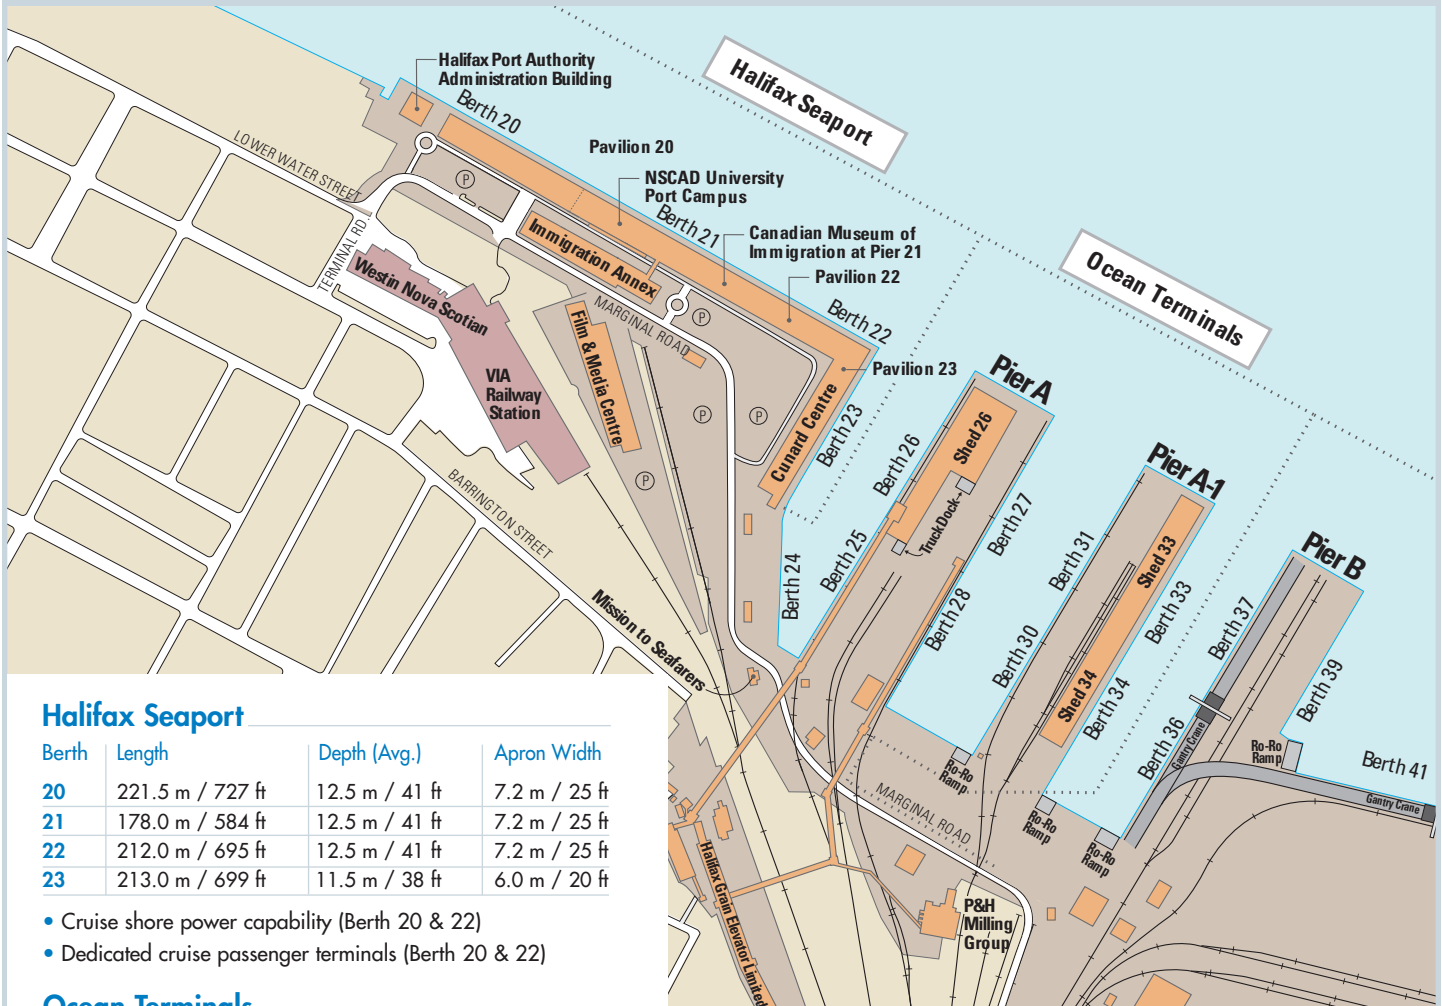 Halifax Port Authority
Administration Building
Berth 20
Halifax Seaport
Pavilion 20
LOWER WATER STREET
P
NSCAD University
Port Campus
Berth 21
Canadian Museum of
Immigration at Pier 21
Pavilion 22
Ocean Terminals
Immigration Annex
TERMINAL RD.
Westin Nova Scotian
MARGINAL ROAD
P
Berth 22
Film & Media Centre
VIA
Railway
Station
Pavilion 23
Pier A
P
P
Cunard Centre
Berth 23
Berth 26
Shed 26
P
BARRINGTON STREET
Pier A-1
Truck Dock
Berth 27
Berth 24
Berth 25
Berth 31
Shed 33
Pier B
Mission to Seafarers
Berth 28
Berth 30
Berth 33
Berth 37
Shed 34
Berth 34
Berth 36
Gantry Crane
Berth 39
Ro-Ro
Ramp
Berth 41
Gantry Crane
Ro-Ro
Ramp
Ro-Ro
Ramp
Ro-Ro
Ramp
MARGINAL ROAD
Halifax Grain Elevator Limited
P&H
Milling
Group
Halifax Seaport
Berth Length Depth (Avg.) Apron Width
20 221.5 m / 727 ft 12.5 m / 41 ft 7.2 m / 25 ft
21 178.0 m / 584 ft 12.5 m / 41 ft 7.2 m / 25 ft
22 212.0 m / 695 ft 12.5 m / 41 ft 7.2 m / 25 ft
23 213.0 m / 699 ft 11.5 m / 38 ft 6.0 m / 20 ft
• Cruise shore power capability (Berth 20 & 22)
• Dedicated cruise passenger terminals (Berth 20 & 22)
Ocean Terminals